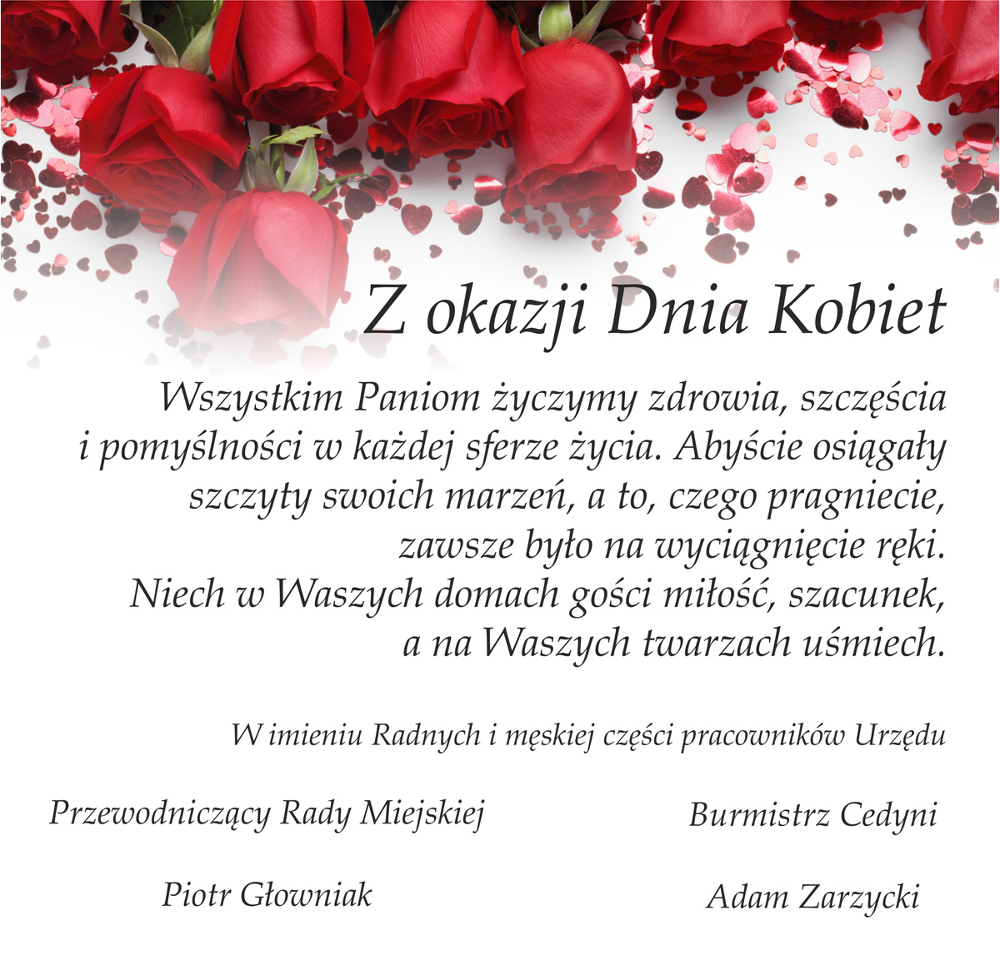 Z okazji Dnia Kobiet
Wszystkim Paniom życzymy zdrowia, szczęścia
i pomyślności w każdej sferze życia. Abyście osiągały
szczyty swoich marzeń, a to, czego pragniecie,
zawsze było na wyciągnięcie ręki.
Niech w Waszych domach gości miłość, szacunek,
a na Waszych twarzach uśmiech.
W imieniu Radnych i męskiej części pracowników Urzędu
Przewodniczący Rady Miejskiej
Burmistrz Cedyni
Piotr Głowniak
Adam Zarzycki